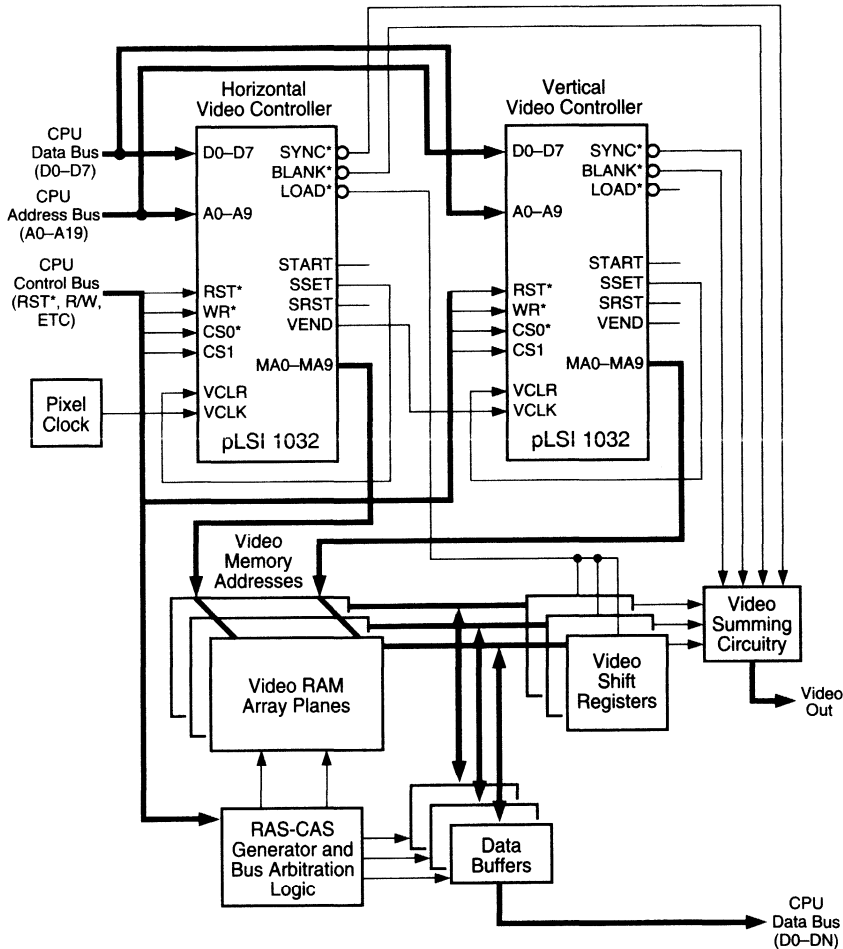 Horizontal
Video Controller
Vertical
Video Controller
CPU
Data Bus
(D0–D7)
CPU
Address Bus
(A0–A19)
CPU
Control Bus
(RST*, R/W,
ETC)
Pixel
Clock
D0–D7
A0–A9
RST*
WR*
CS0*
CS1
VCLR
VCLK
SYNC*
BLANK*
LOAD*
START
SSET
SRST
VEND
MA0–MA9
pLSI 1032
D0–D7
A0–A9
RST*
WR*
CS0*
CS1
VCLR
VCLK
SYNC*
BLANK*
LOAD*
START
SSET
SRST
VEND
MA0–MA9
pLSI 1032
Video
Memory
Addresses
Video RAM
Array Planes
Video
Shift
Registers
Video
Summing
Circuitry
Video
Out
RAS-CAS
Generator and
Bus Arbitration
Logic
Data
Buffers
CPU
Data Bus
(D0–DN)